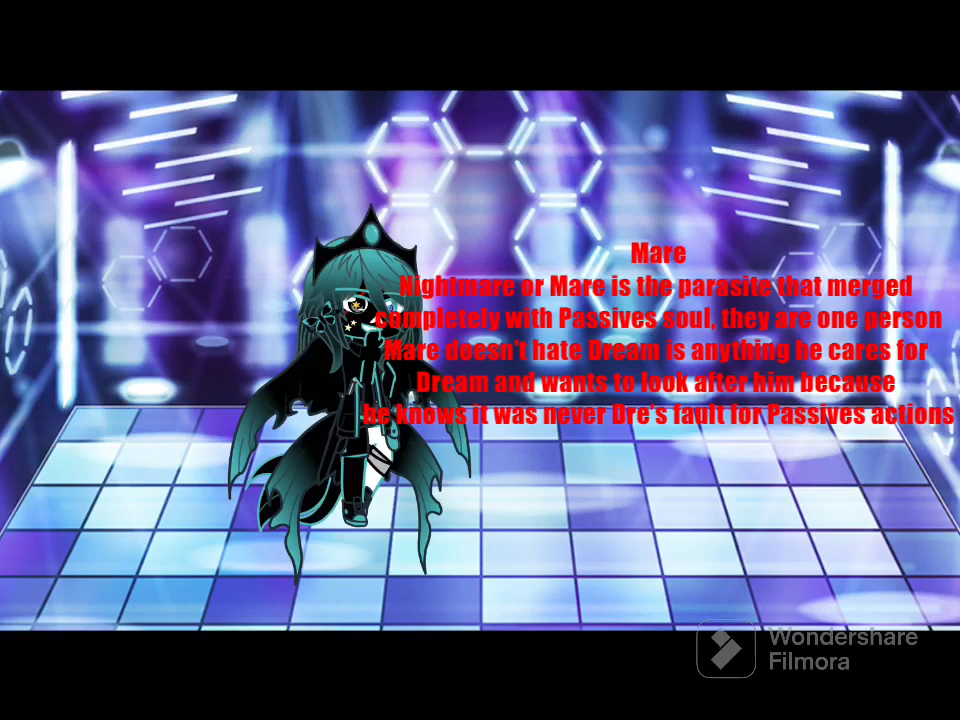 Mare
Nightmare or Mare is the parasite that merged
completely with Passives soul, they are one person
Mare doesn't hate Dream is anything he cares for
Dream and wants to look after him because
he knows it was never Dre's fault for Passives actions
Wondershare
Filmora